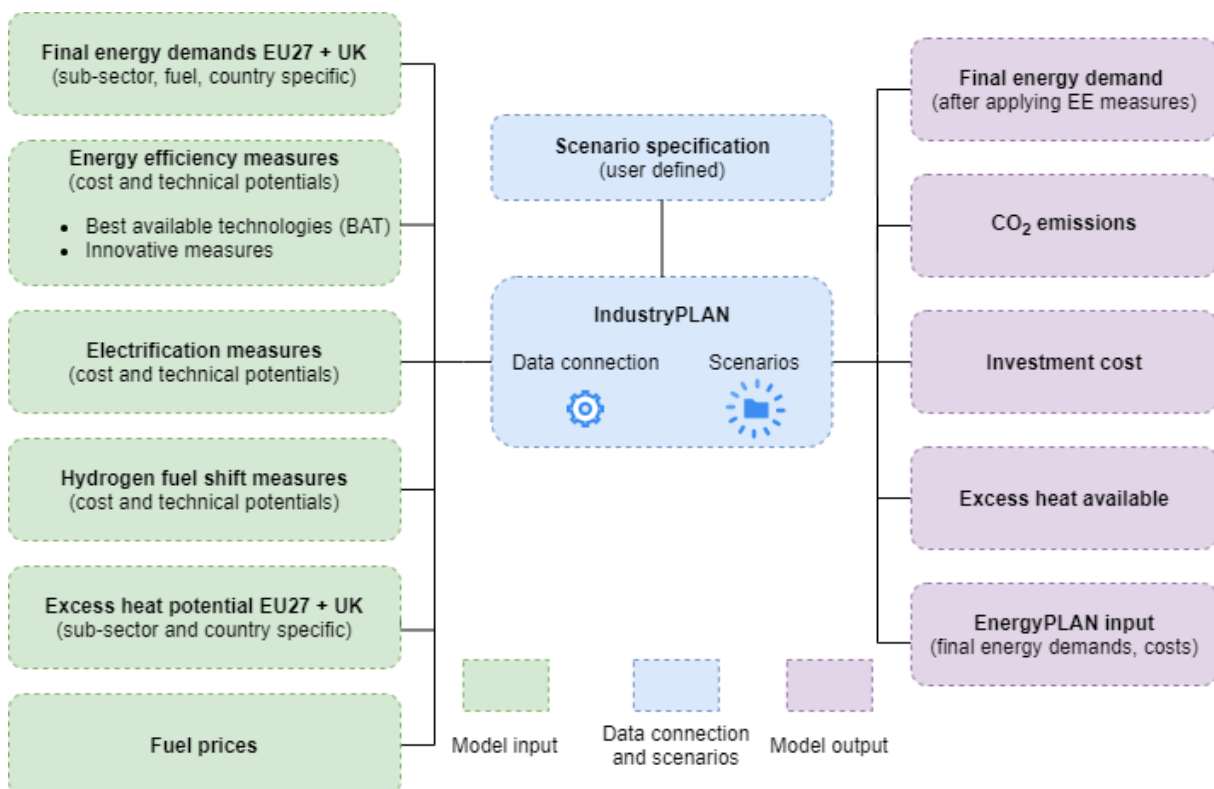 Final energy demands EU27 + UK
(sub-sector, fuel, country specific)
Energy efficiency measures
(cost and technical potentials)
• Best available technologies (BAT)
• Innovative measures
Electrification measures
(cost and technical potentials)
Hydrogen fuel shift measures
(cost and technical potentials)
Excess heat potential EU27 + UK
(sub-sector and country specific)
Fuel prices
Scenario specification
(user defined)
IndustryPLAN
Data connection
Scenarios
Final energy demand
(after applying EE measures)
CO₂ emissions
Investment cost
Excess heat available
EnergyPLAN input
(final energy demands, costs)
Model input
Data connection
and scenarios
Model output